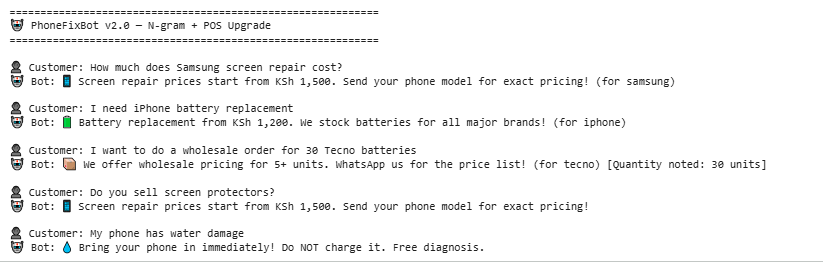 ============================================================
🤖 PhoneFixBot v2.0 — N-gram + POS Upgrade
============================================================
👤 Customer: How much does Samsung screen repair cost?
🤖 Bot: 📱 Screen repair prices start from KSh 1,500. Send your phone model for exact pricing! (for samsung)
👤 Customer: I need iPhone battery replacement
🤖 Bot: 🔋 Battery replacement from KSh 1,200. We stock batteries for all major brands! (for iphone)
👤 Customer: I want to do a wholesale order for 30 Tecno batteries
🤖 Bot: 📦 We offer wholesale pricing for 5+ units. WhatsApp us for the price list! (for tecno) [Quantity noted: 30 units]
👤 Customer: Do you sell screen protectors?
🤖 Bot: 📱 Screen repair prices start from KSh 1,500. Send your phone model for exact pricing!
👤 Customer: My phone has water damage
🤖 Bot: 💧 Bring your phone in immediately! Do NOT charge it. Free diagnosis.